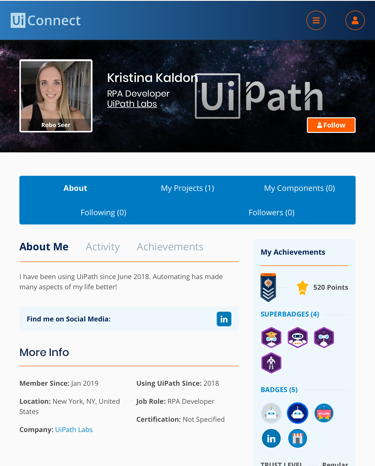 UiConnect
Kristina Kaldon
RPA Developer
UiPath Labs
UiPath
Robo Seer
Follow
About
My Projects (1)
My Components (0)
Following (0)
Followers (0)
About Me
Activity
Achievements
I have been using UiPath since June 2018. Automating has made
many aspects of my life better!
Find me on Social Media:
in
More Info
Member Since: Jan 2019
Using UiPath Since: 2018
Location: New York, NY, United
States
Job Role: RPA Developer
Certification: Not Specified
Company: UiPath Labs
My Achievements
520 Points
SUPERBADGES (4)
BADGES (5)
in
TRUST LEVEL
Regular